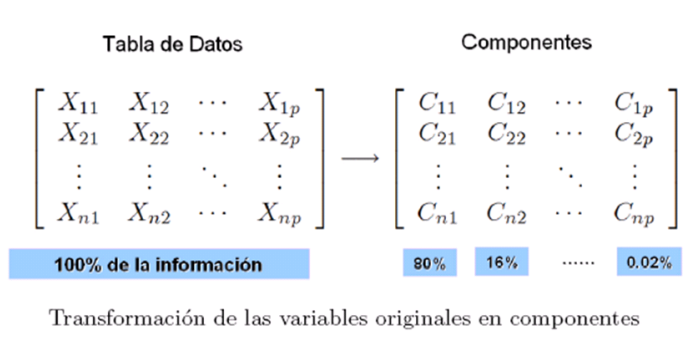 Tabla de Datos Componentes
X11 X12 ⋯ X1p C11 C12 ⋯ C1p
X21 X22 X2p → C21 C22 C2p
⋮ ⋮ ⋱ ⋮ ⋮ ⋮ ⋱ ⋮
Xn1 Xn2 ⋯ Xnp Cn1 Cn2 ⋯ Cnp
100% de la información 80% 16% ...... 0.02%
Transformación de las variables originales en componentes